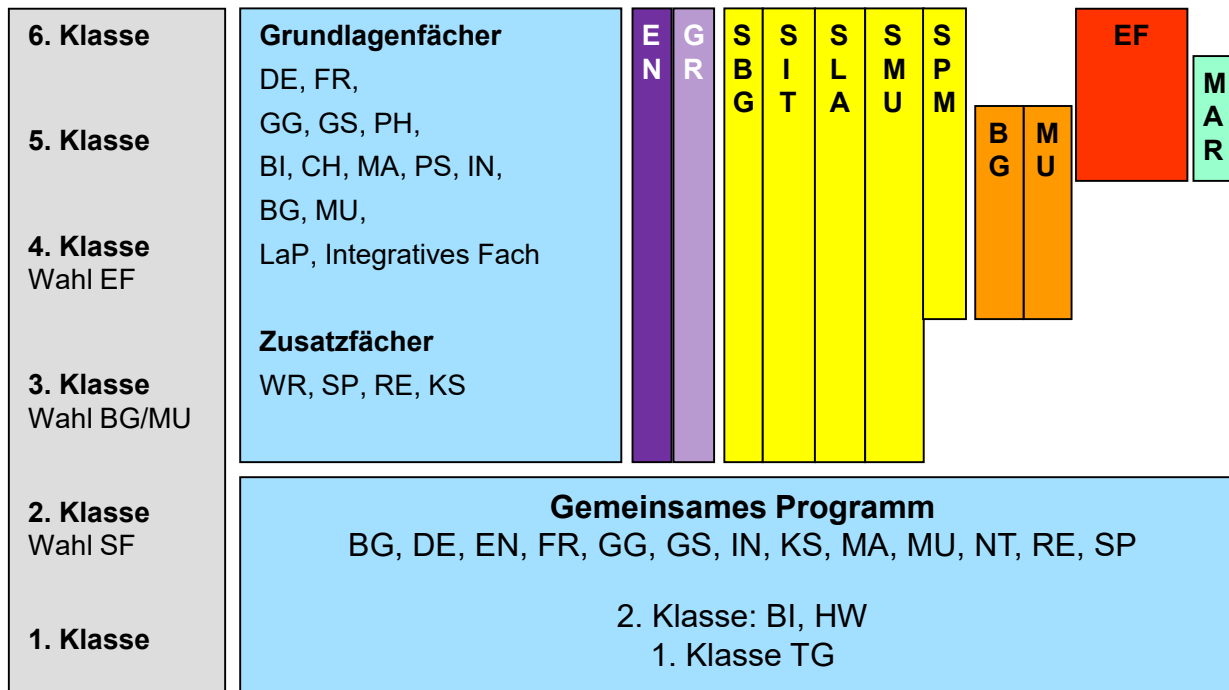 6. Klasse
5. Klasse
4. Klasse
Wahl EF
3. Klasse
Wahl BG/MU
2. Klasse
Wahl SF
1. Klasse
Grundlagenfächer
DE, FR,
GG, GS, PH,
BI, CH, MA, PS, IN,
BG, MU,
LaP, Integratives Fach
Zusatzfächer
WR, SP, RE, KS
EN
GR
SBG
SIT
SLA
SMU
SPM
BG
MU
EF
MAR
Gemeinsames Programm
BG, DE, EN, FR, GG, GS, IN, KS, MA, MU, NT, RE, SP
2. Klasse: BI, HW
1. Klasse TG